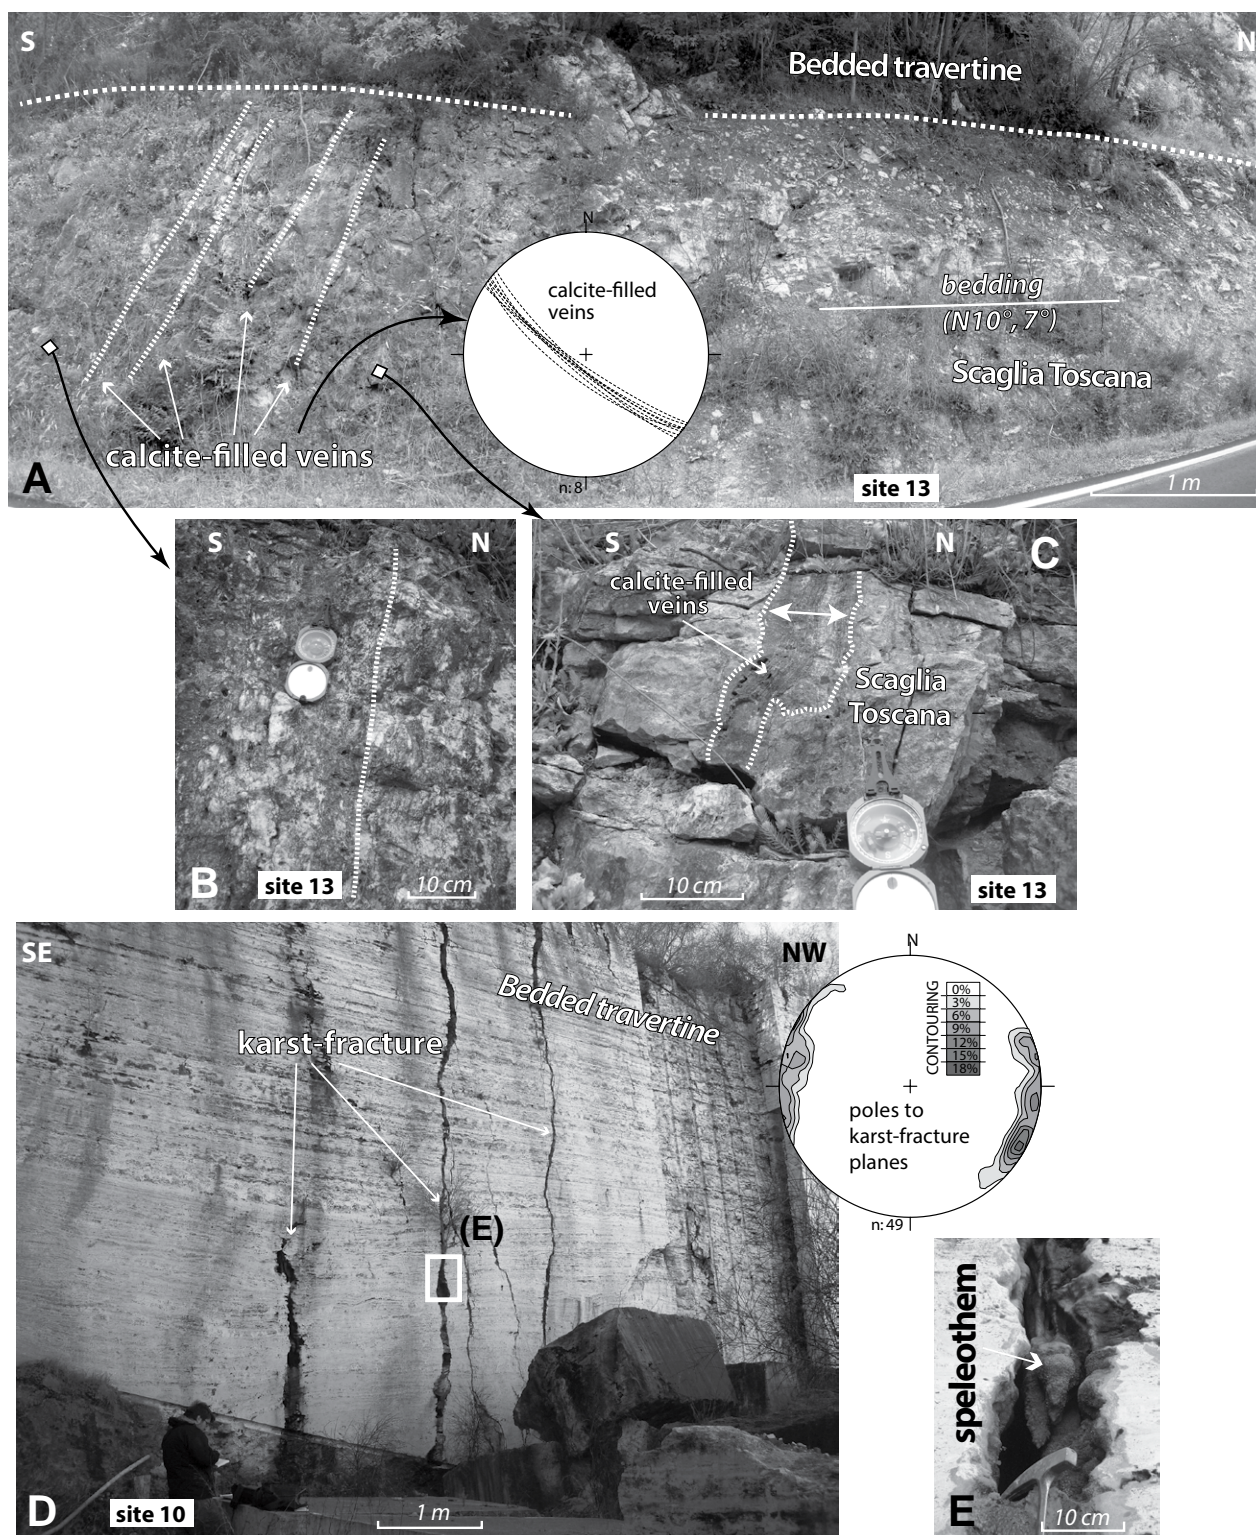 S
N
Bedded travertine
N
calcite-filled
veins
bedding
(N10°, 7°)
Scaglia Toscana
calcite-filled veins
A
n: 8
site 13
1 m
S
N
B
site 13
10 cm
S
N
C
calcite-filled
veins
Scaglia
Toscana
10 cm
site 13
SE
NW
Bedded travertine
karst-fracture
(E)
D
site 10
1 m
N
CONTOURING
0%
3%
6%
9%
12%
15%
18%
poles to
karst-fracture
planes
n: 49
speleothem
E
10 cm